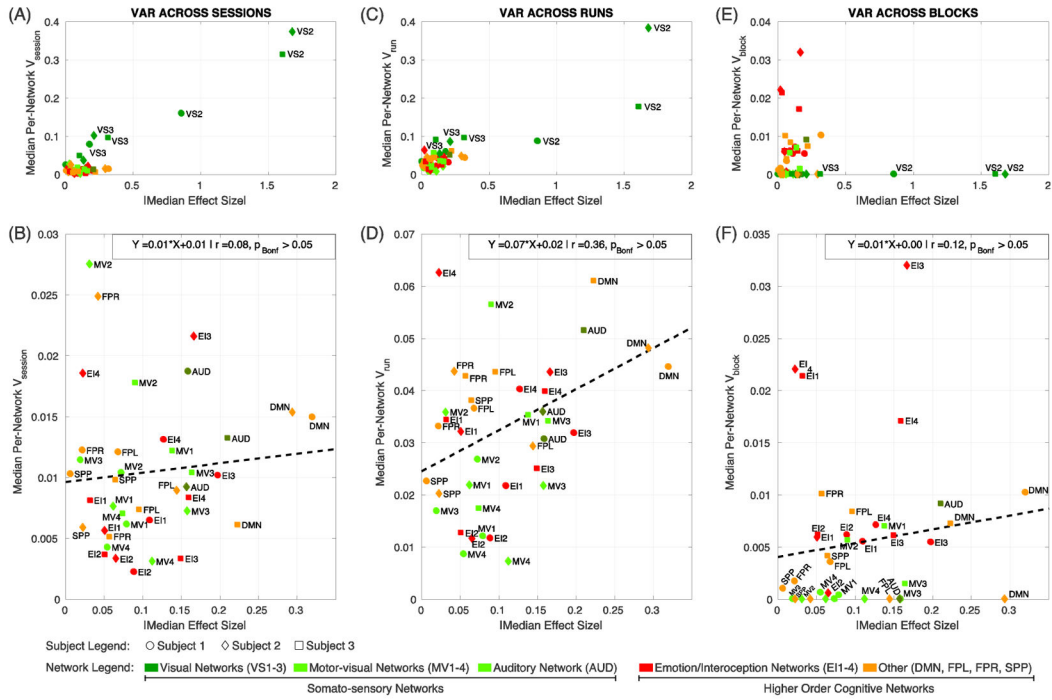 (A) VAR ACROSS SESSIONS
Median Per-Network V_session
0.4
0.3
0.2
0.1
0
0 0.5 1 1.5 2
|Median Effect Size|
VS2
VS2
VS2
VS3
VS3
VS3
(C) VAR ACROSS RUNS
Median Per-Network V_run
0.4
0.3
0.2
0.1
0
0 0.5 1 1.5 2
|Median Effect Size|
VS2
VS2
VS2
VS3
VS3
(E) VAR ACROSS BLOCKS
Median Per-Network V_block
0.04
0.03
0.02
0.01
0
0 0.5 1 1.5 2
|Median Effect Size|
VS3
VS2
VS2
VS2
(B)
Y =0.01*X+0.01 | r=0.08, p_Bonf > 0.05
Median Per-Network V_session
0.03
0.025
0.02
0.015
0.01
0.005
0
0 0.05 0.1 0.15 0.2 0.25 0.3
|Median Effect Size|
MV2
FPR
EI3
EI4
AUD
MV2
DMN
DMN
EI4
AUD
FPR
FPL
MV1
MV3
SPP
MV2
SPP
MV3
EI3
FPL
AUD
EI1
EI4
MV1
FPL
MV3
MV4
EI1
MV1
DMN
SPP
EI1
FPR
MV4
EI2
EI2
MV4
EI3
EI2
(D)
Y =0.07*X+0.02 | r=0.36, p_Bonf > 0.05
Median Per-Network V_run
0.07
0.06
0.05
0.04
0.03
0.02
0.01
0
0 0.05 0.1 0.15 0.2 0.25 0.3
|Median Effect Size|
EI4
DMN
MV2
AUD
DMN
DMN
FPR
FPR
FPL
EI3
EI4
EI4
SPP
FPL
MV2
EI1
MV1
AUD
MV3
FPR
EI1
EI3
AUD
FPL
MV2
EI3
SPP
MV1
EI1
MV3
SPP
MV3
MV4
EI2
MV1
EI2
EI2
MV4
MV4
(F)
Y =0.01*X+0.00 | r=0.12, p_Bonf > 0.05
Median Per-Network V_block
0.035
0.03
0.025
0.02
0.015
0.01
0.005
0
0 0.05 0.1 0.15 0.2 0.25 0.3
|Median Effect Size|
EI3
EI4
EI1
EI4
FPR
DMN
AUD
FPL
DMN
EI4
MV1
EI1
EI2
EI1
EI3
EI3
MV2
EI1
SPP
FPL
SPP
FPR
MV3
SPP
MV2
MV4
EI2
MV1
MV4
FPL
AUD
MV3
MV3
DMN
Subject Legend: Subject 1 Subject 2 Subject 3
Network Legend: Visual Networks (VS1-3) Motor-visual Networks (MV1-4) Auditory Network (AUD) Emotion/Interoception Networks (EI1-4) Other (DMN, FPL, FPR, SPP)
Somato-sensory Networks Higher Order Cognitive Networks